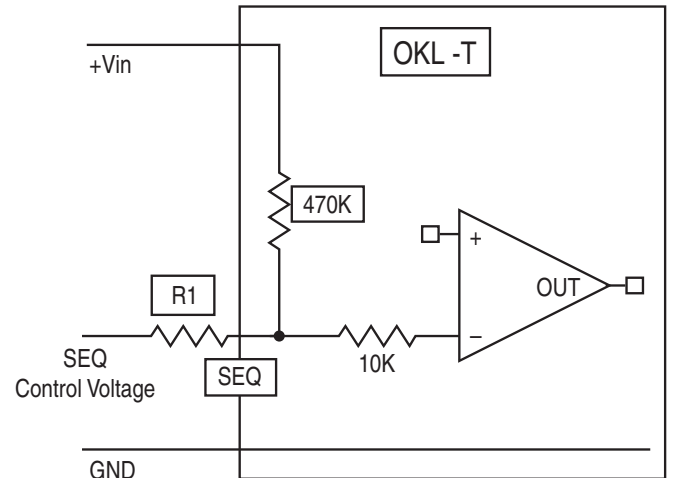 OKL -T
+Vin
470K
+
OUT
R1
–
SEQ
Control Voltage
SEQ
10K
GND